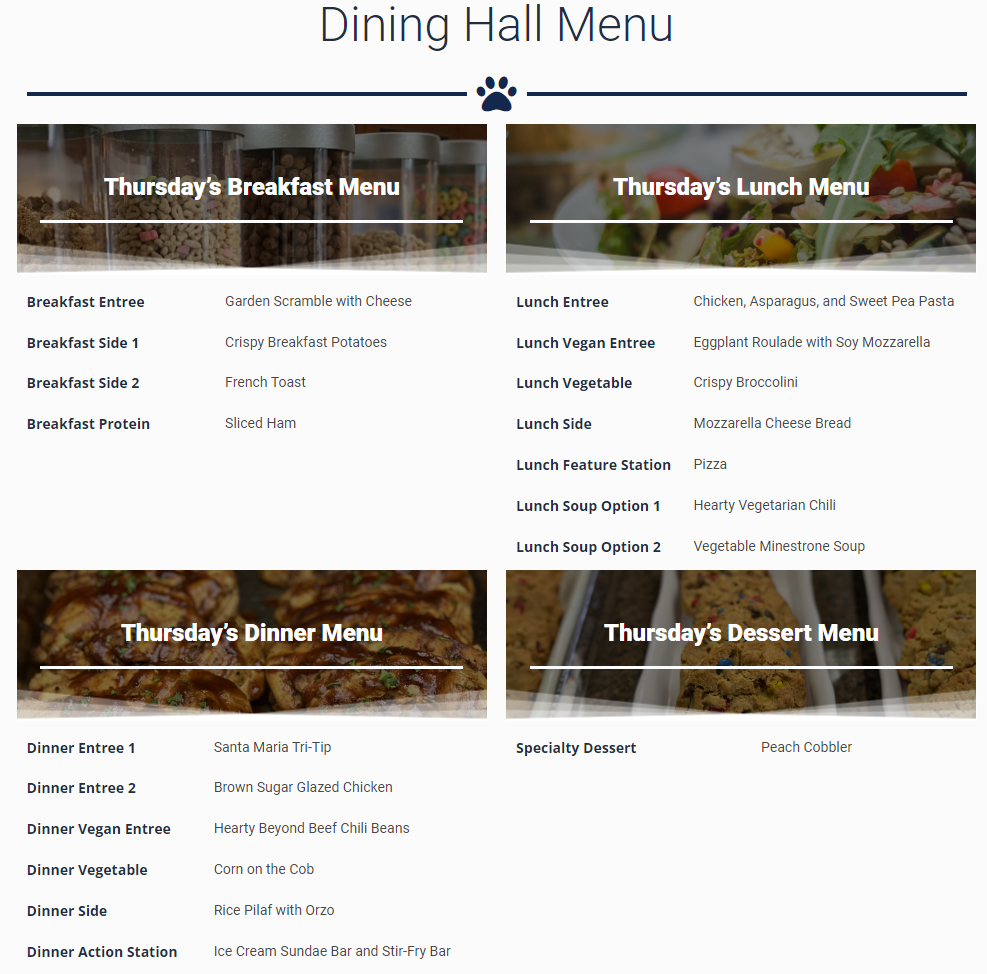 Dining Hall Menu
Thursday’s Breakfast Menu
Breakfast Entree Garden Scramble with Cheese
Breakfast Side 1 Crispy Breakfast Potatoes
Breakfast Side 2 French Toast
Breakfast Protein Sliced Ham
Thursday’s Lunch Menu
Lunch Entree Chicken, Asparagus, and Sweet Pea Pasta
Lunch Vegan Entree Eggplant Roulade with Soy Mozzarella
Lunch Vegetable Crispy Broccolini
Lunch Side Mozzarella Cheese Bread
Lunch Feature Station Pizza
Lunch Soup Option 1 Hearty Vegetarian Chili
Lunch Soup Option 2 Vegetable Minestrone Soup
Thursday’s Dinner Menu
Dinner Entree 1 Santa Maria Tri-Tip
Dinner Entree 2 Brown Sugar Glazed Chicken
Dinner Vegan Entree Hearty Beyond Beef Chili Beans
Dinner Vegetable Corn on the Cob
Dinner Side Rice Pilaf with Orzo
Dinner Action Station Ice Cream Sundae Bar and Stir-Fry Bar
Thursday’s Dessert Menu
Specialty Dessert Peach Cobbler